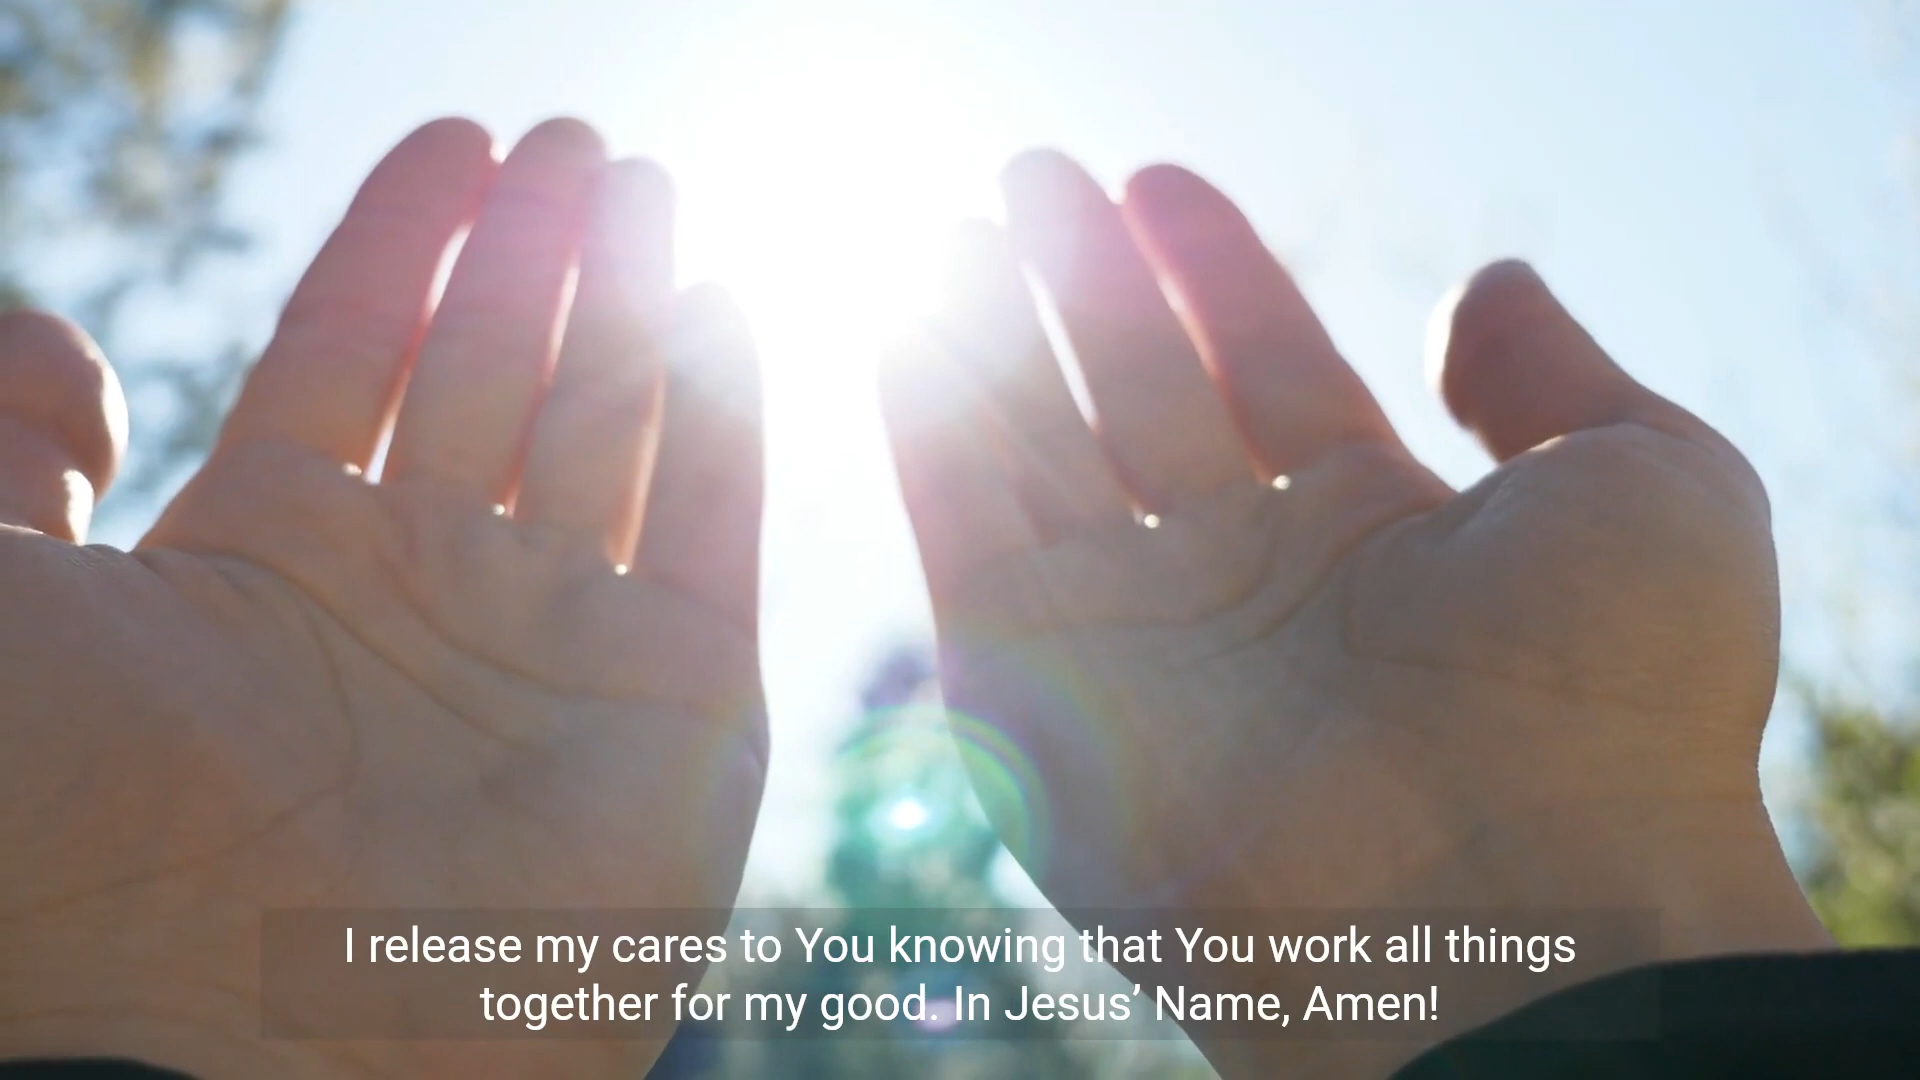 I release my cares to You knowing that You work all things
together for my good. In Jesus’ Name, Amen!